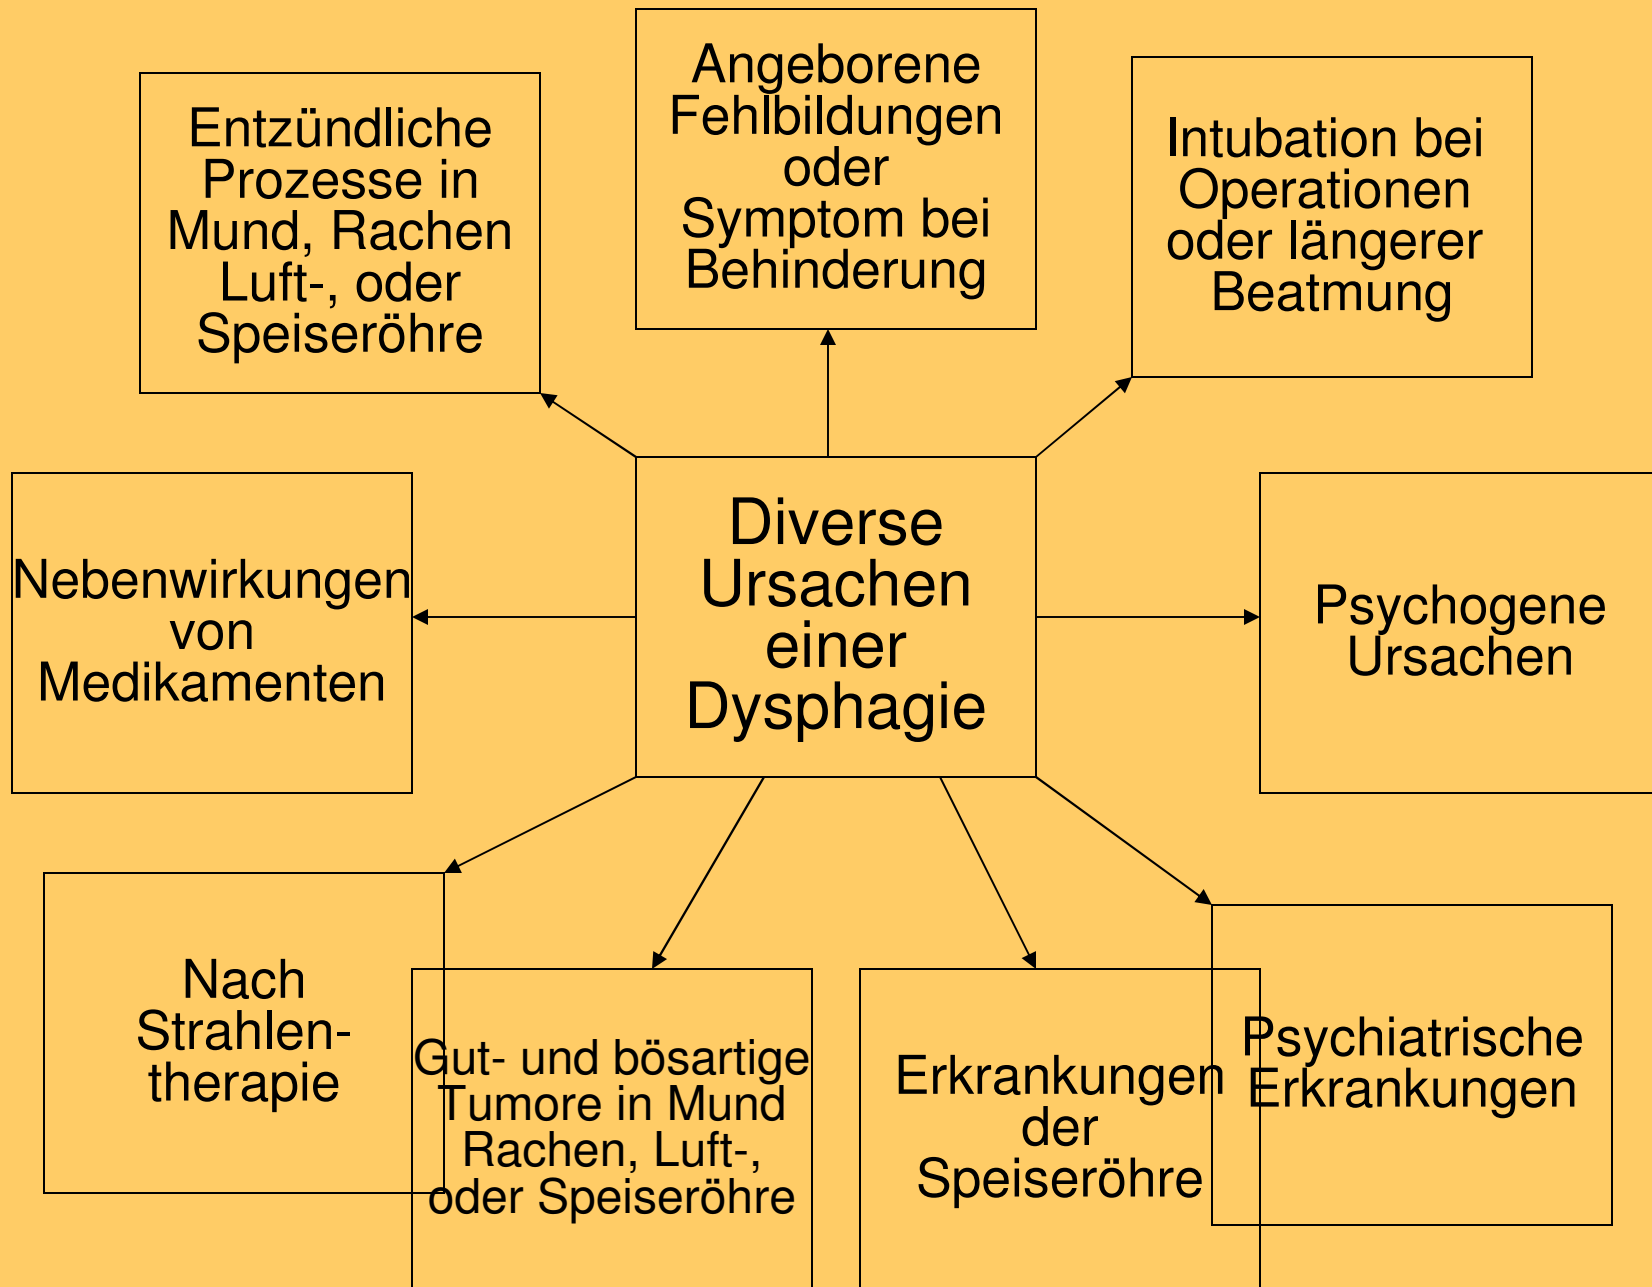 Angeborene
Fehlbildungen
oder
Symptom bei
Behinderung
Entzündliche
Prozesse in
Mund, Rachen
Luft-, oder
Speiseröhre
Intubation bei
Operationen
oder längerer
Beatmung
Nebenwirkungen
von
Medikamenten
Diverse
Ursachen
einer
Dysphagie
Psychogene
Ursachen
Nach
Strahlen-
therapie
Gut- und bösartige
Tumore in Mund
Rachen, Luft-,
oder Speiseröhre
Erkrankungen
der
Speiseröhre
Psychiatrische
Erkrankungen